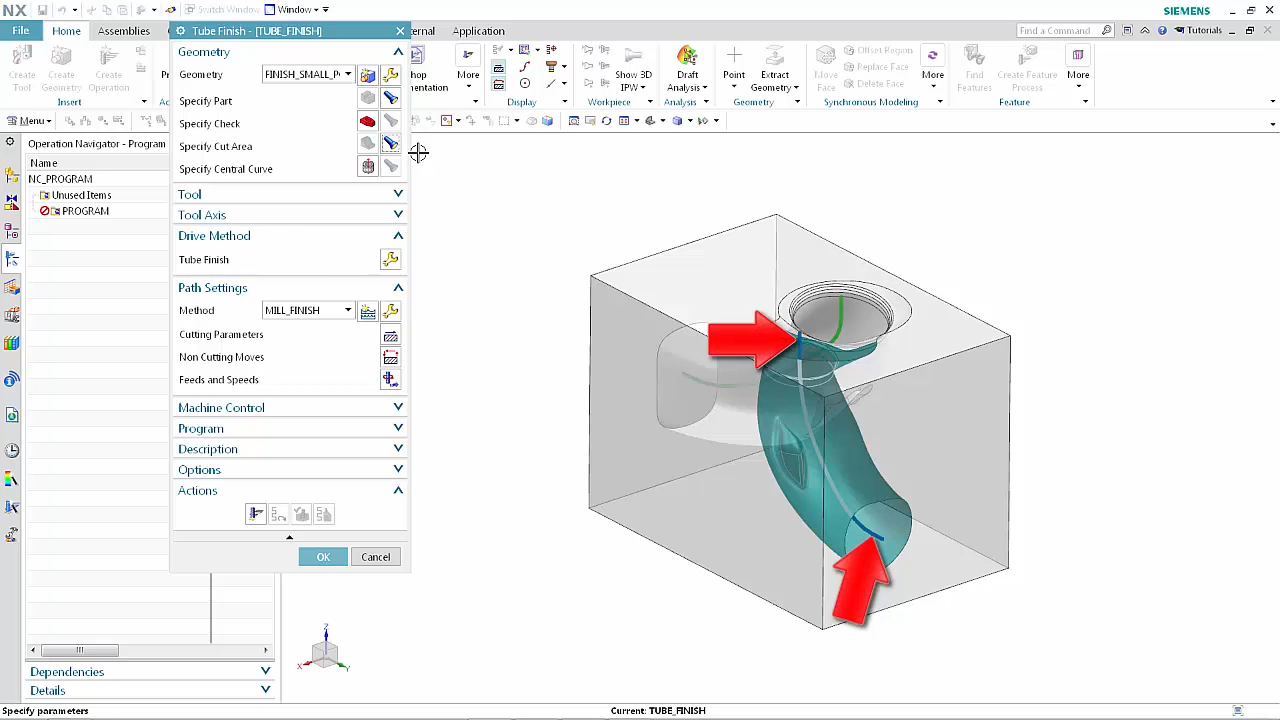 NX Switch Window Window SIEMENS
File Home Assemblies Application Find a Command Tutorials
Tube Finish - [TUBE_FINISH]
Create Tool Create Geometry Create Operation More Show 3D IPW Draft Analysis Point Extract Geometry Move Face Offset Region Replace Face Delete Face More Find Features Create Feature Process More
Insert Display Workpiece Analysis Geometry Synchronous Modeling Feature
Menu
Operation Navigator - Program
Name
NC_PROGRAM
Unused Items
PROGRAM
Geometry
Geometry FINISH_SMALL_P
Specify Part
Specify Check
Specify Cut Area
Specify Central Curve
Tool
Tool Axis
Drive Method
Tube Finish
Path Settings
Method MILL_FINISH
Cutting Parameters
Non Cutting Moves
Feeds and Speeds
Machine Control
Program
Description
Options
Actions
OK Cancel
Z
X Y
Dependencies
Details
Specify parameters Current: TUBE_FINISH